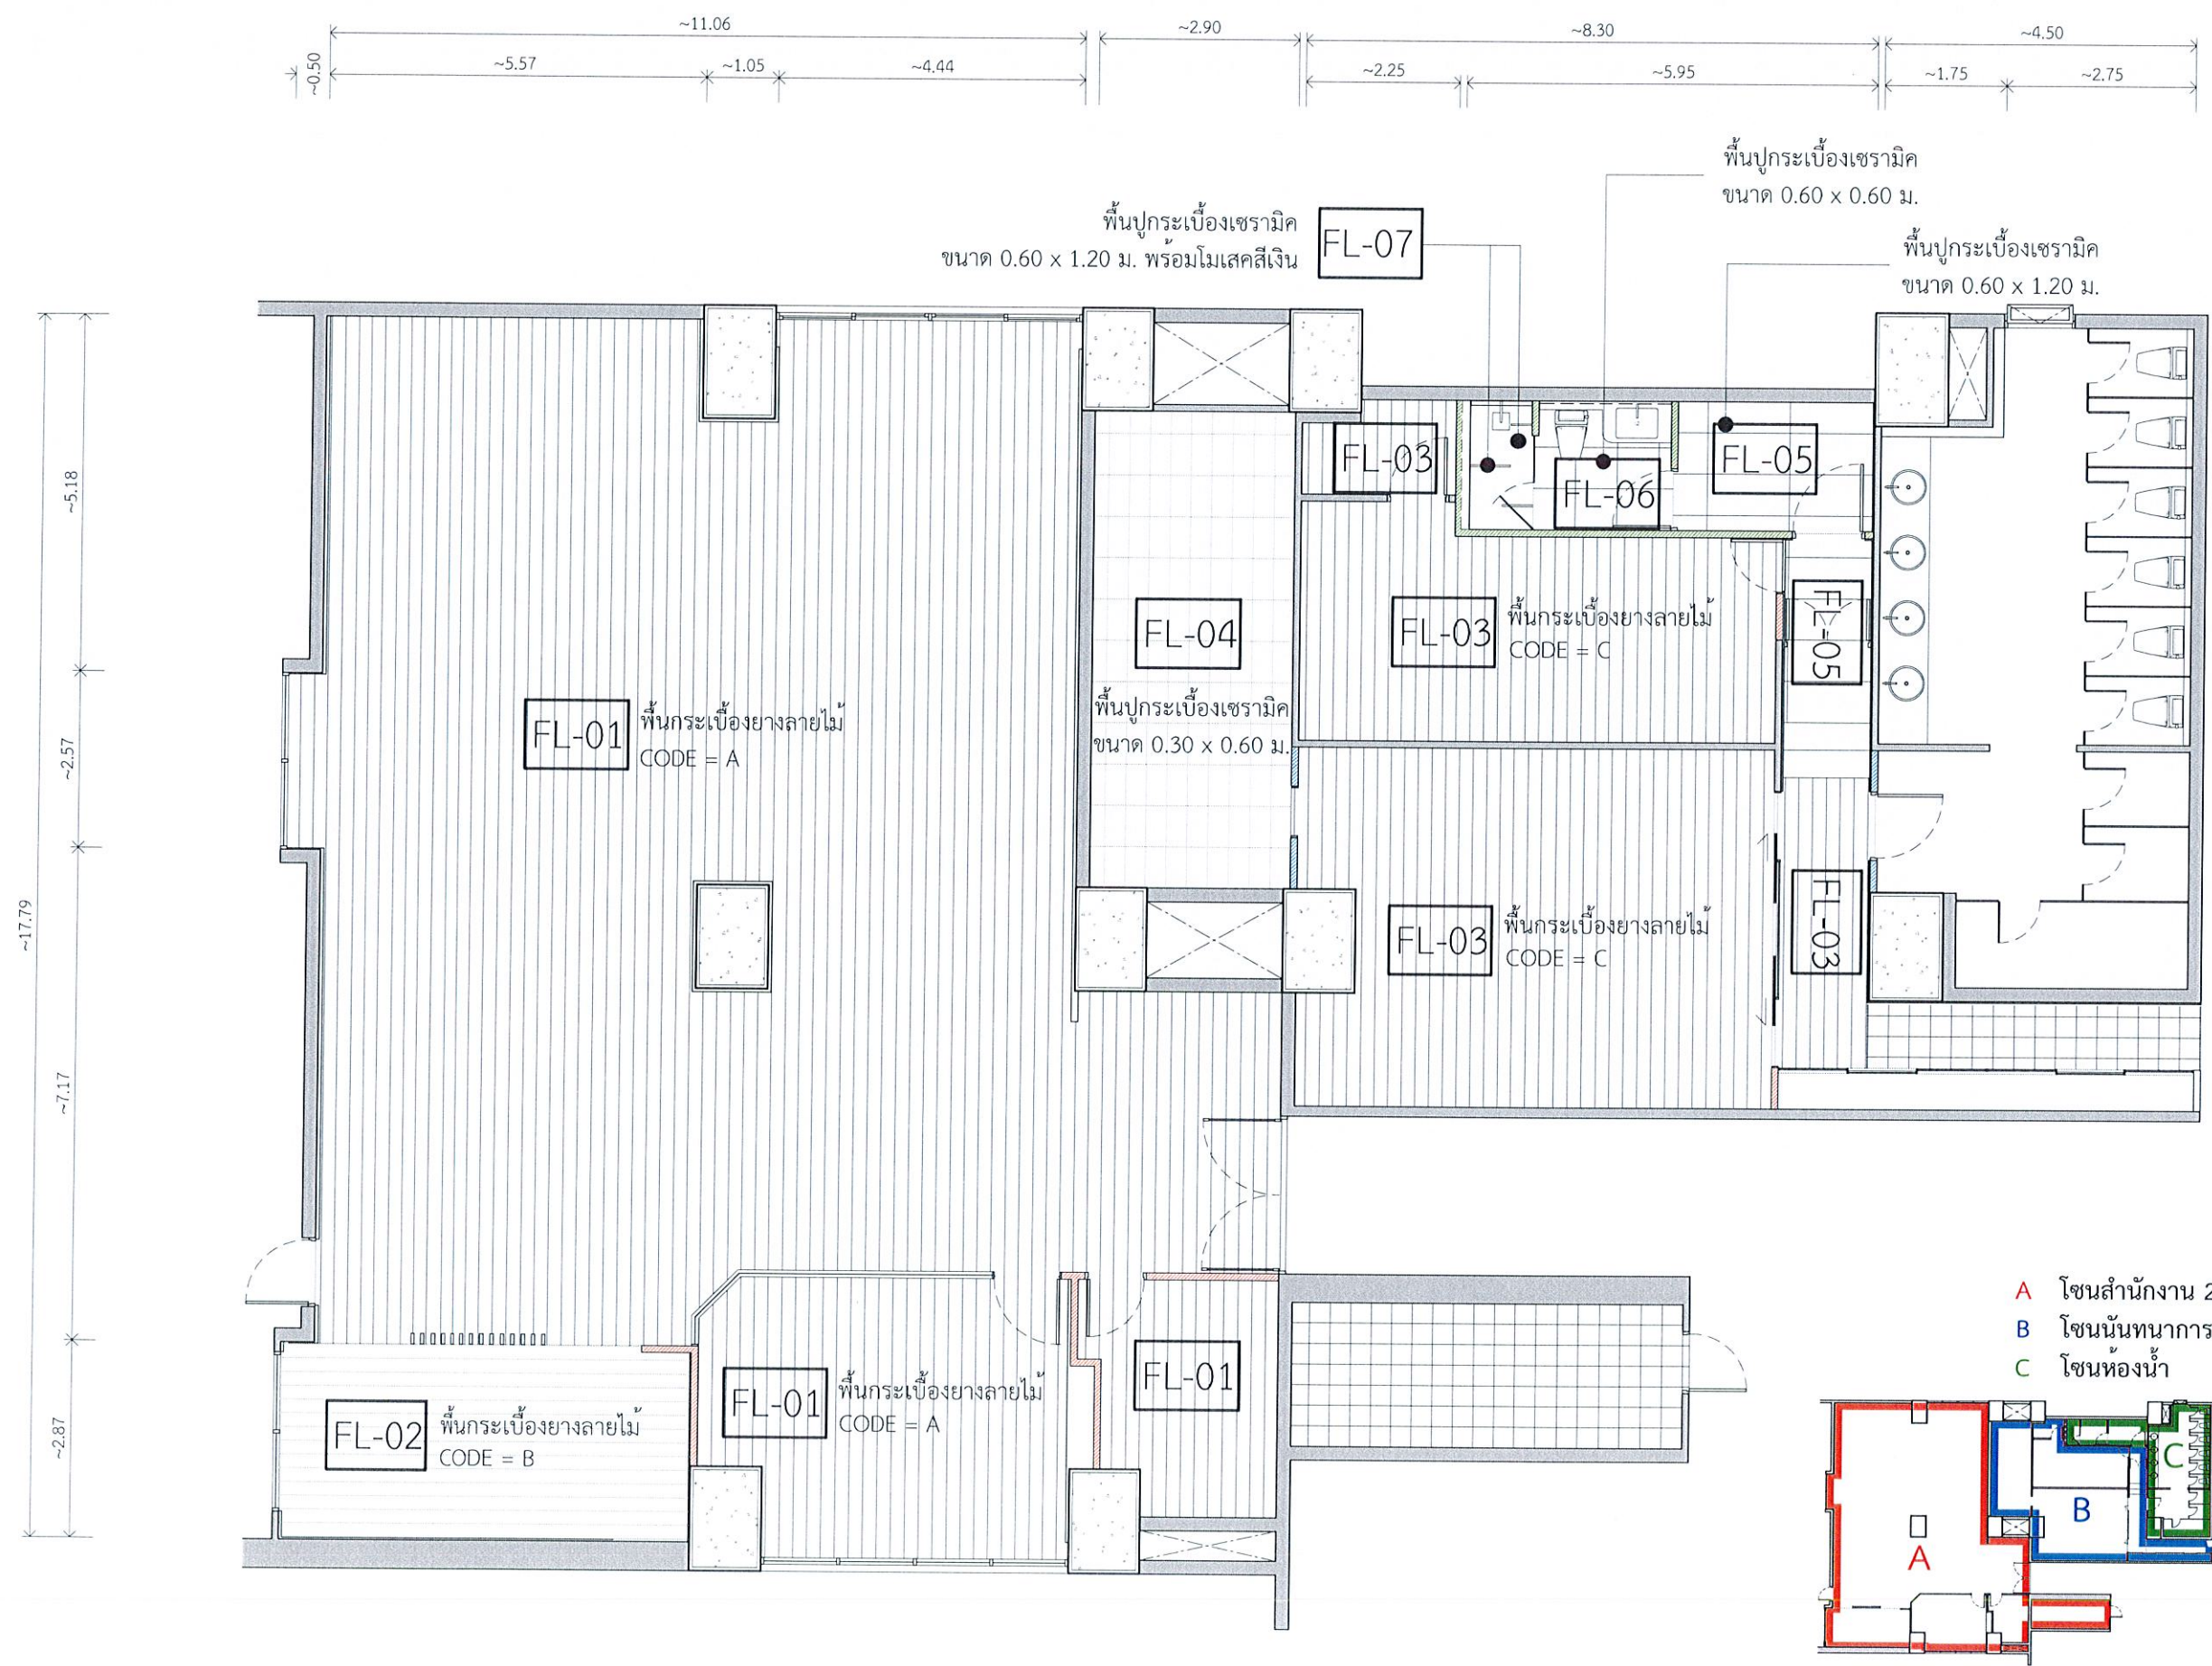 ~11.06
~2.90
~8.30
~4.50
~0.50
~5.57
~1.05
~4.44
~2.25
~5.95
~1.75
~2.75
พื้นปูกระเบื้องเซรามิค
ขนาด 0.60 x 0.60 ม.
พื้นปูกระเบื้องเซรามิค
ขนาด 0.60 x 1.20 ม. พร้อมโมเสคสีเงิน
FL-07
พื้นปูกระเบื้องเซรามิค
ขนาด 0.60 x 1.20 ม.
FL-03
FL-06
FL-05
~5.18
~2.57
~17.79
~7.17
~2.87
FL-04
พื้นปูกระเบื้องเซรามิค
ขนาด 0.30 x 0.60 ม.
FL-03
พื้นกระเบื้องยางลายไม้
CODE = C
FL-05
FL-01
พื้นกระเบื้องยางลายไม้
CODE = A
FL-03
พื้นกระเบื้องยางลายไม้
CODE = C
FL-03
FL-02
พื้นกระเบื้องยางลายไม้
CODE = B
FL-01
พื้นกระเบื้องยางลายไม้
CODE = A
FL-01
A โซนสำนักงาน 2
B โซนนันทนาการ
C โซนห้องน้ำ
C
B
A